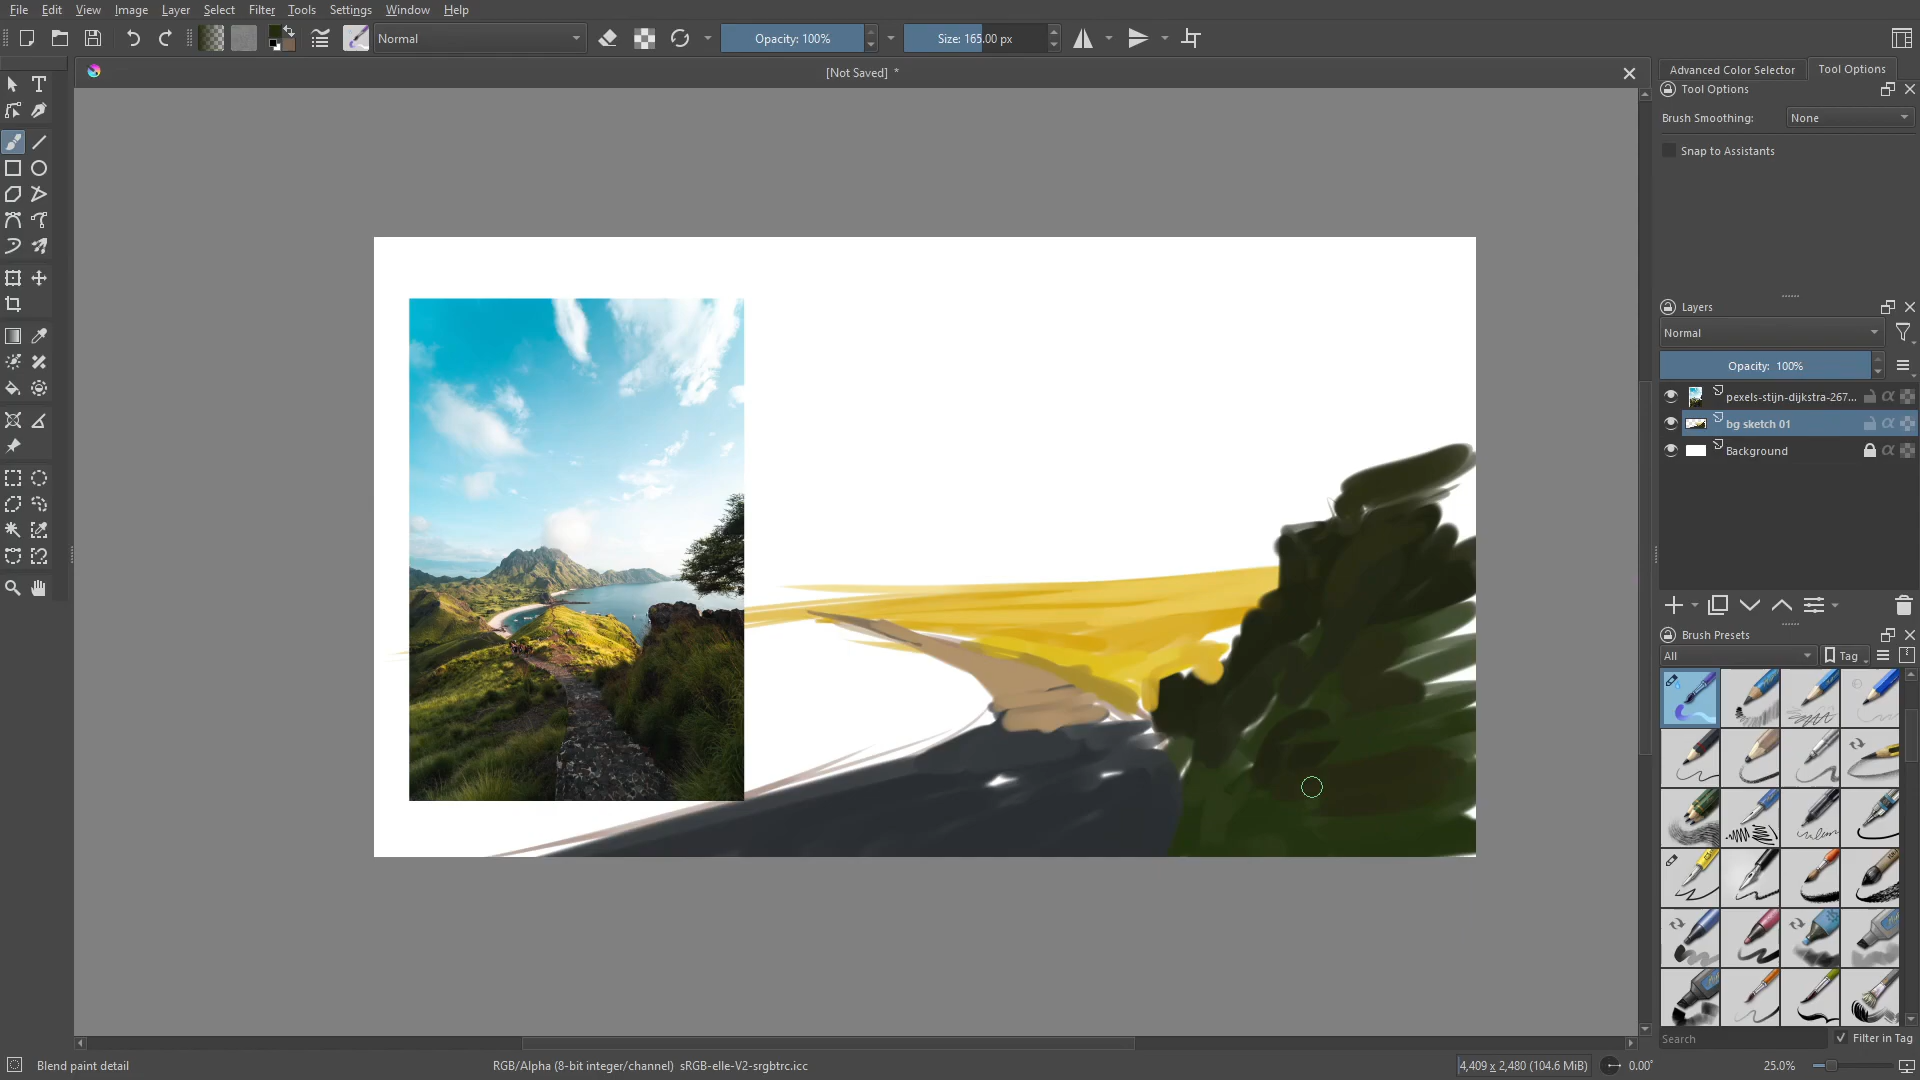 File Edit View Image Layer Select Filter Tools Settings Window Help
Normal Opacity: 100% Size: 165.00 px
[Not Saved] *
Advanced Color Selector Tool Options
Tool Options
Brush Smoothing: None
Snap to Assistants
Layers
Normal
Opacity: 100%
pexels-stijn-dijkstra-267...
bg sketch 01
Background
Brush Presets
All Tag
Search Filter in Tag
Blend paint detail RGB/Alpha (8-bit integer/channel) sRGB-elle-V2-srgbtrc.icc 4,409 x 2,480 (104.6 MiB) 0.00° 25.0%